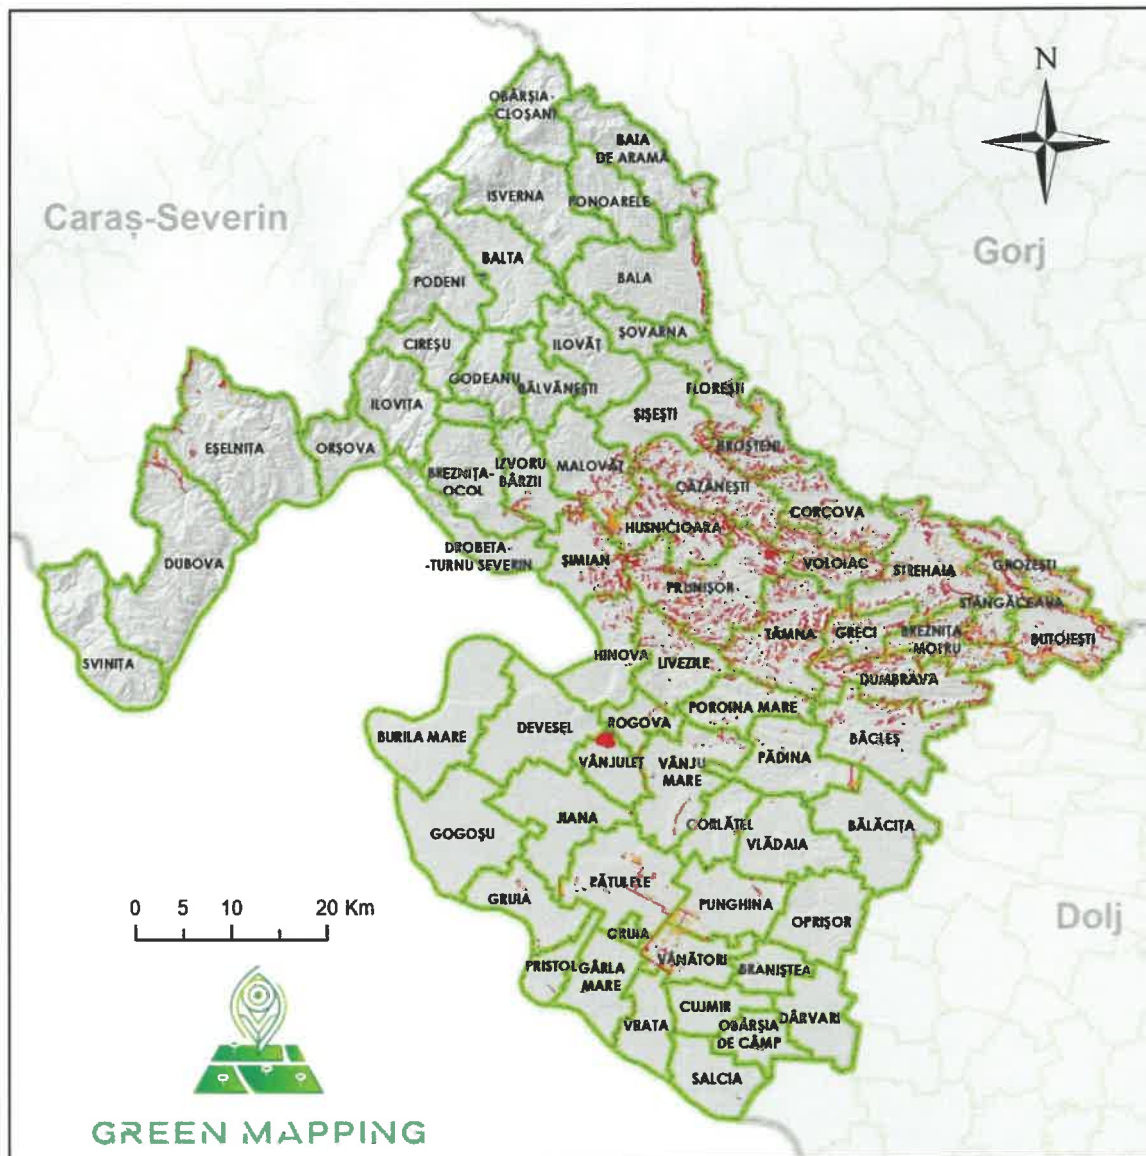 N
OBÂRȘIA-
CLOȘANI
BAIA
DE ARAMĂ
ISVERNA
PONOARELE
Caraș-Severin
Gorj
BALTA
PODENI
BALA
ȘOVARNA
CIREȘU
ILOVĂȚ
GODEANU
BÂLVĂNEȘTI
FLOREȘTI
ILOVIȚA
ȘIȘEȘTI
EȘELNIȚA
ORȘOVA
BROȘTENI
MALOVĂȚ
IZVORU
BÂRZII
BREZNIȚA-
OCOL
CĂZĂNEȘTI
CORCOVA
HUSNICIOARA
DROBETA-
-TURNU SEVERIN
ȘIMIAN
VOLOIAC
STREHAIA
GROZEȘTI
DUBOVA
PRUNIȘOR
STÂNGĂCEAUA
TÂMNA
GRECI
BREZNIȚA
MOTRU
BUTOIEȘTI
SVINIȚA
HINOVA
LIVEZILE
DUMBRAVA
POROINA MARE
ROGOVA
DEVESEL
BURILA MARE
BÂCLEȘ
PĂDINA
VÂNJULEȚ
VÂNJU
MARE
JIANA
GOGOȘU
CORLĂȚEL
BĂLĂCIȚA
VLĂDAIA
PĂTULELE
GRUIA
PUNGHINA
OPRIȘOR
Dolj
0 5 10 20 Km
GRUIA
VÂNĂTORI
PRISTOL
GÂRLA
MARE
BRANIȘTEA
CUJMIR
DÂRVARI
VRATA
OBÂRȘIA
DE CÂMP
SALCIA
GREEN MAPPING